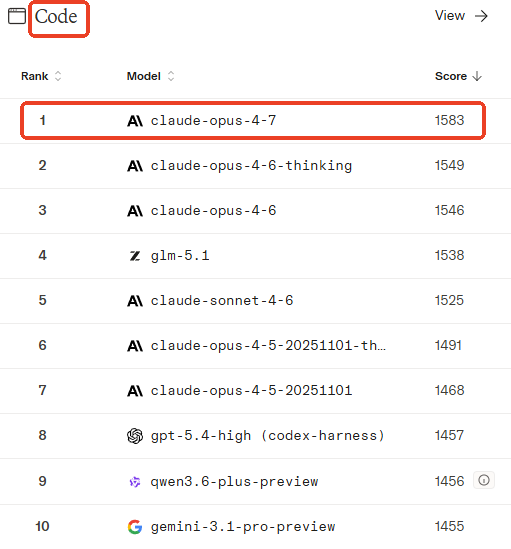 Code View
Rank Model Score
1 claude-opus-4-7 1583
2 claude-opus-4-6-thinking 1549
3 claude-opus-4-6 1546
4 glm-5.1 1538
5 claude-sonnet-4-6 1525
6 claude-opus-4-5-20251101-th… 1491
7 claude-opus-4-5-20251101 1468
8 gpt-5.4-high (codex-harness) 1457
9 qwen3.6-plus-preview 1456
10 gemini-3.1-pro-preview 1455